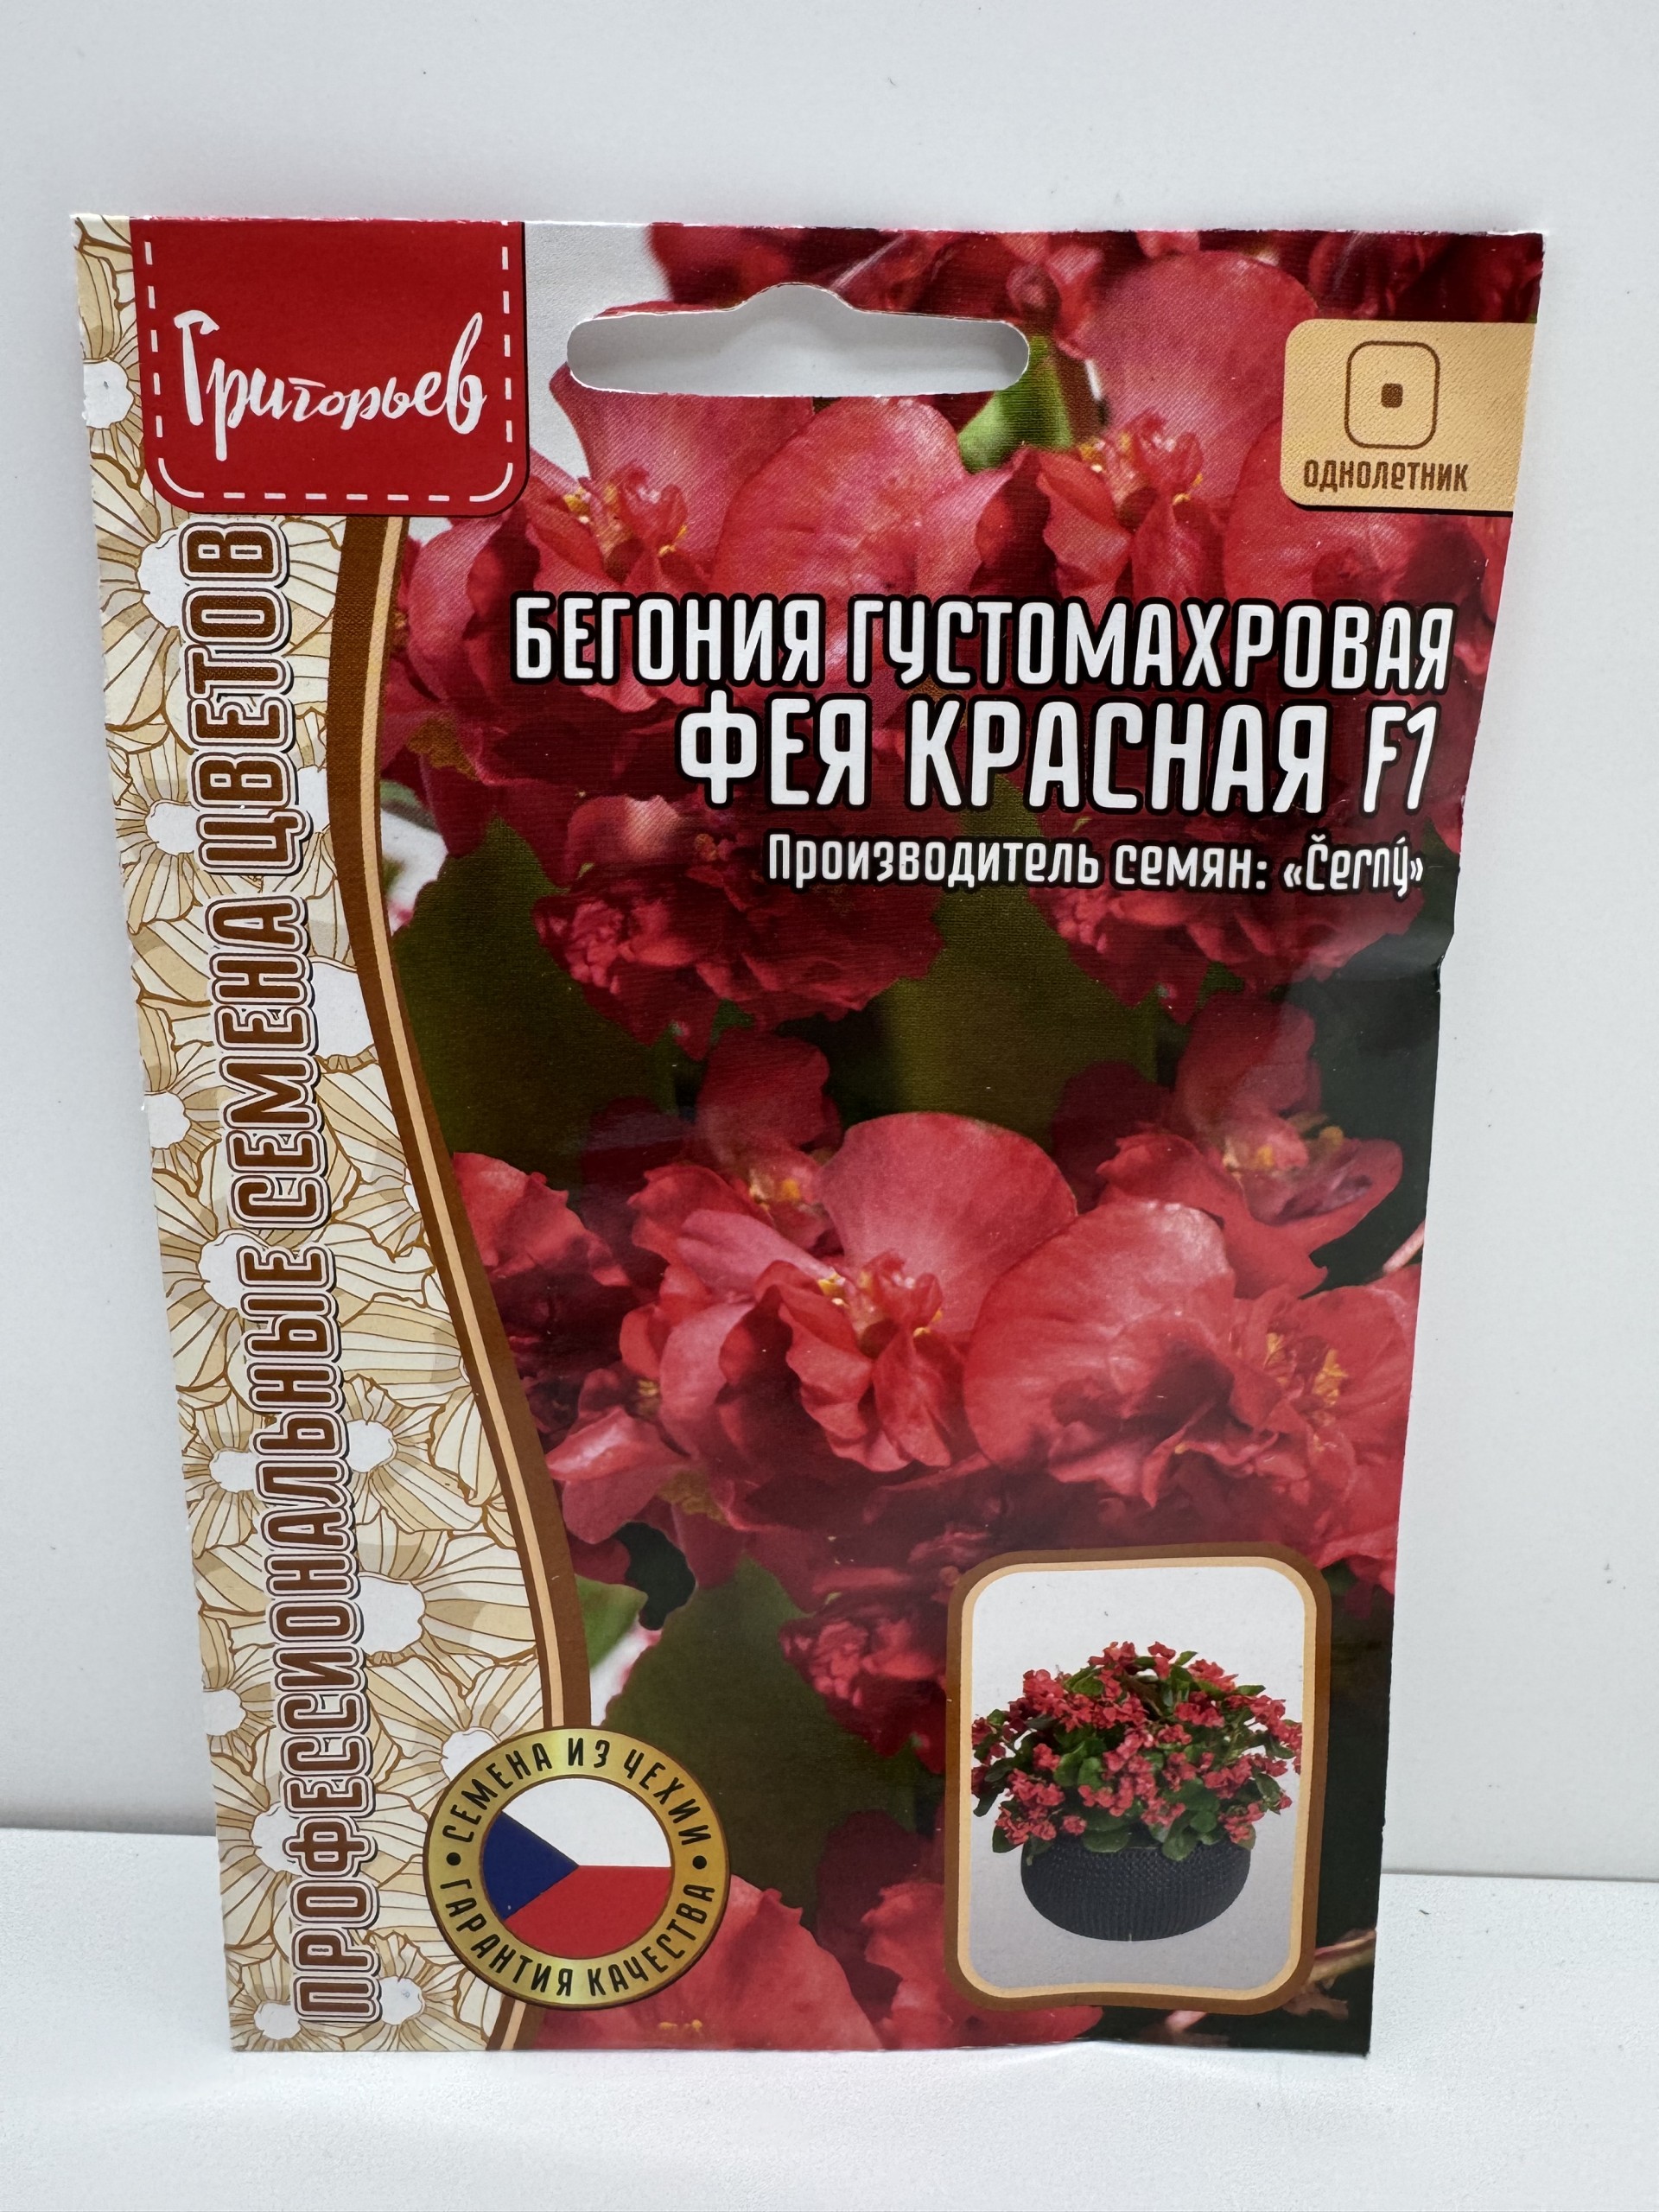 Григорьев
ОДНОЛЕТНИК
БЕГОНИЯ ГУСТОМАХРОВАЯ
ФЕЯ КРАСНАЯ F1
Производитель семян: «Černý»
ПРОФЕССИОНАЛЬНЫЕ СЕМЕНА ЦВЕТОВ
СЕМЕНА ИЗ ЧЕХИИ
ГАРАНТИЯ КАЧЕСТВА